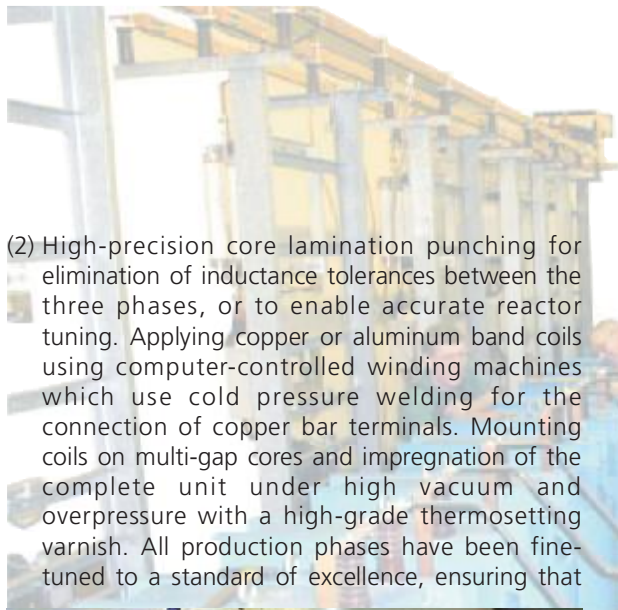 (2) High-precision core lamination punching for
elimination of inductance tolerances between the
three phases, or to enable accurate reactor
tuning. Applying copper or aluminum band coils
using computer-controlled winding machines
which use cold pressure welding for the
connection of copper bar terminals. Mounting
coils on multi-gap cores and impregnation of the
complete unit under high vacuum and
overpressure with a high-grade thermosetting
varnish. All production phases have been fine-
tuned to a standard of excellence, ensuring that